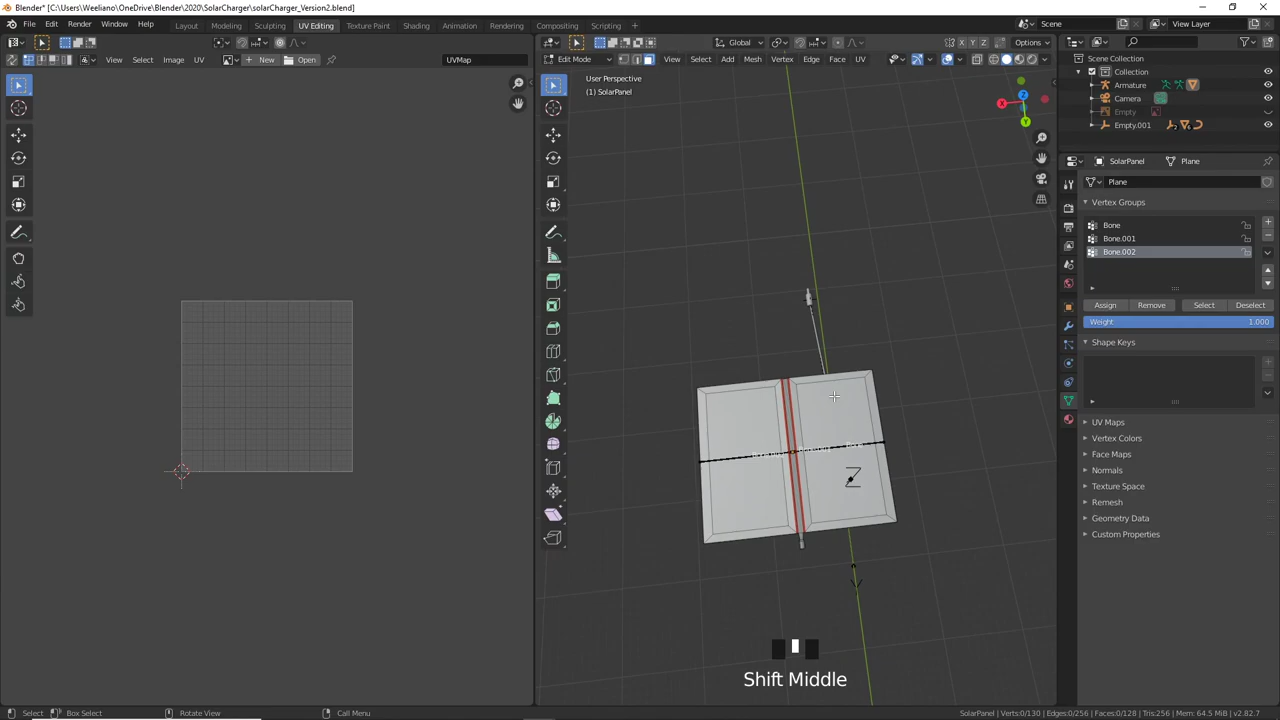 Blender* [C:\Users\Weeliano\OneDrive\Blender\2020\SolarCharger\solarCharger_Version2.blend]
File Edit Render Window Help Layout Modeling Sculpting UV Editing Texture Paint Shading Animation Rendering Compositing Scripting Scene View Layer
View Select Image UV New Open UVMap
Global Options
Edit Mode View Select Add Mesh Vertex Edge Face UV
User Perspective
(1) SolarPanel
X
Y
Z
Scene Collection
Collection
Armature
Camera
Empty
Empty.001
SolarPanel Plane
Plane
Vertex Groups
Bone
Bone.001
Bone.002
Assign Remove Select Deselect
Weight 1.000
Shape Keys
UV Maps
Vertex Colors
Face Maps
Normals
Texture Space
Remesh
Geometry Data
Custom Properties
Bone
Z
Shift Middle
Select Box Select Rotate View Call Menu SolarPanel | Verts:0/130 | Edges:0/256 | Faces:0/128 | Tris:256 | Mem: 64.5 MiB | v2.82.7